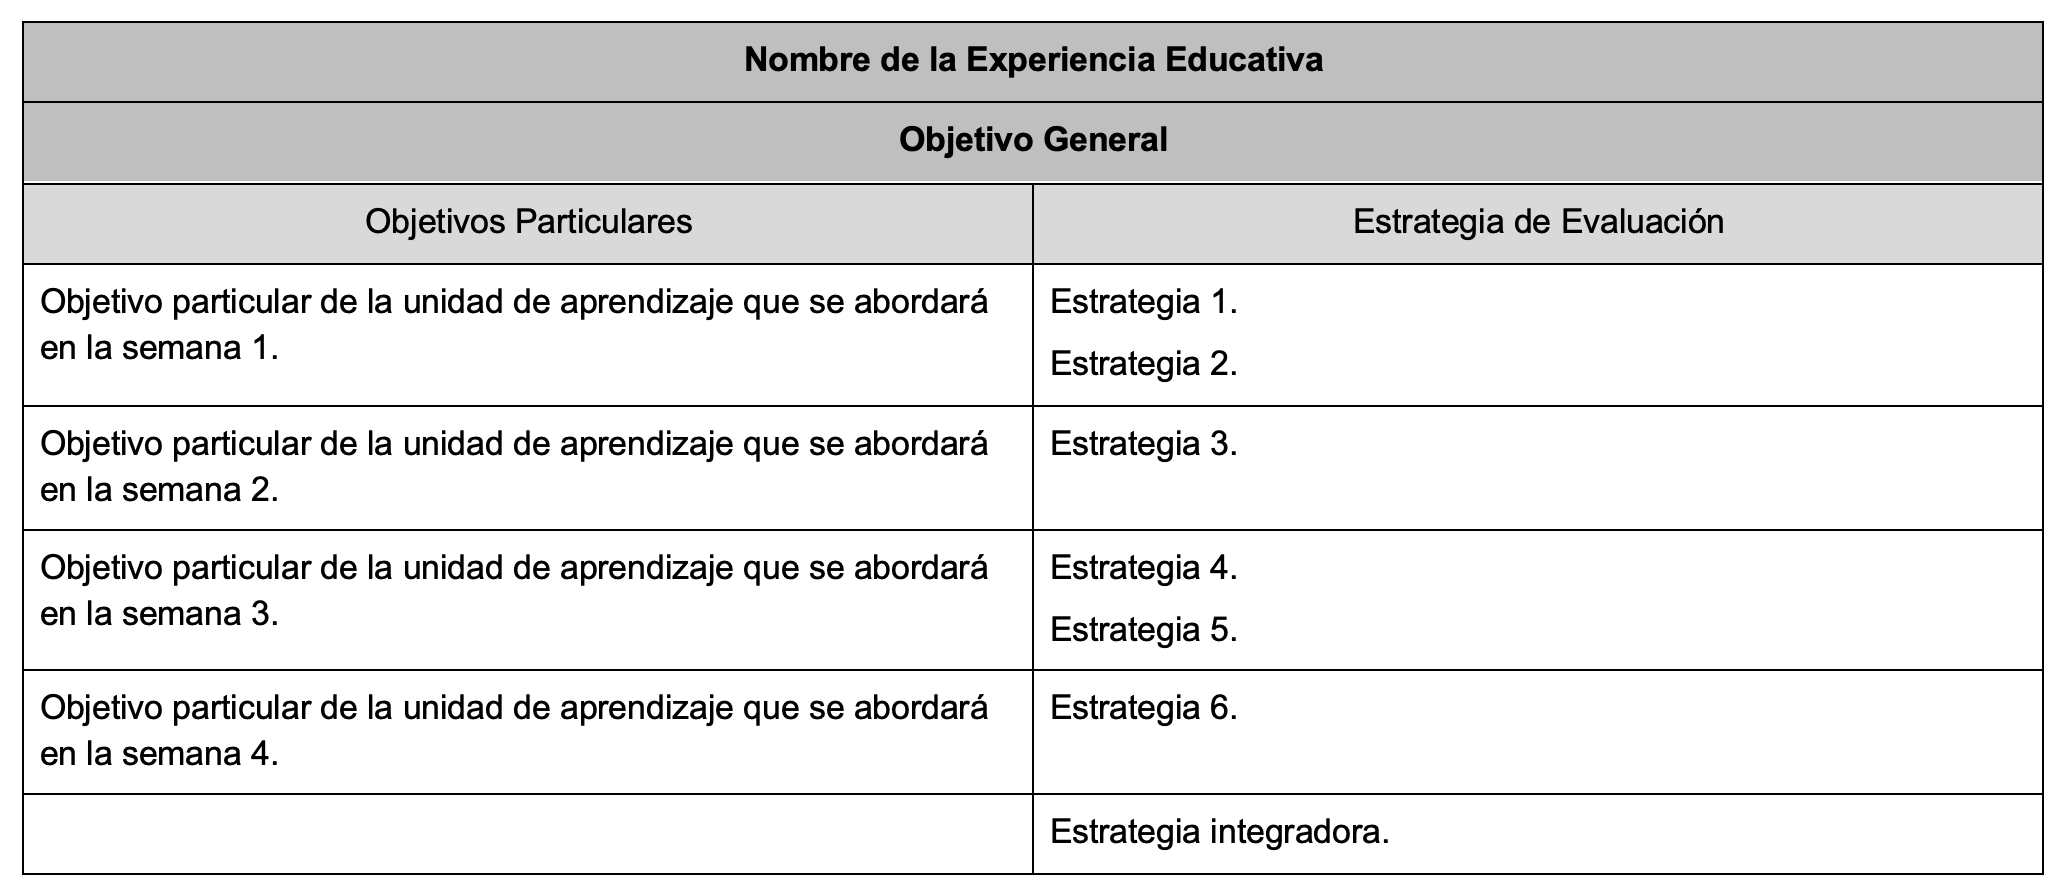 Nombre de la Experiencia Educativa
Objetivo General
Objetivos Particulares
Estrategia de Evaluación
Objetivo particular de la unidad de aprendizaje que se abordará
en la semana 1.
Estrategia 1.
Estrategia 2.
Objetivo particular de la unidad de aprendizaje que se abordará
en la semana 2.
Estrategia 3.
Objetivo particular de la unidad de aprendizaje que se abordará
en la semana 3.
Estrategia 4.
Estrategia 5.
Objetivo particular de la unidad de aprendizaje que se abordará
en la semana 4.
Estrategia 6.
Estrategia integradora.